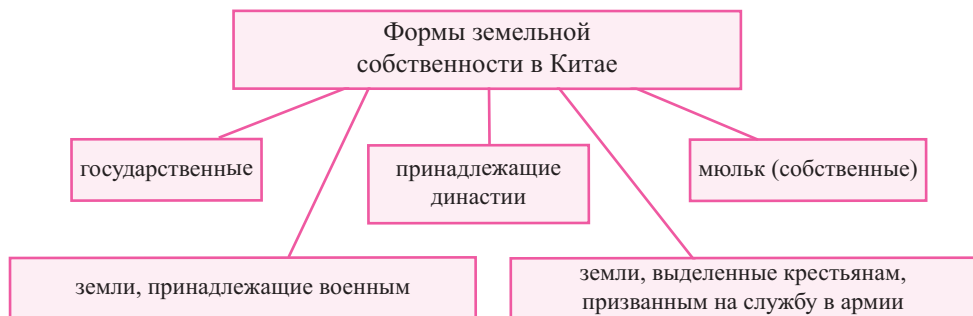 Формы земельной
собственности в Китае
государственные
принадлежащие
династии
мюльк (собственные)
земли, принадлежащие военным
земли, выделенные крестьянам,
призванным на службу в армии